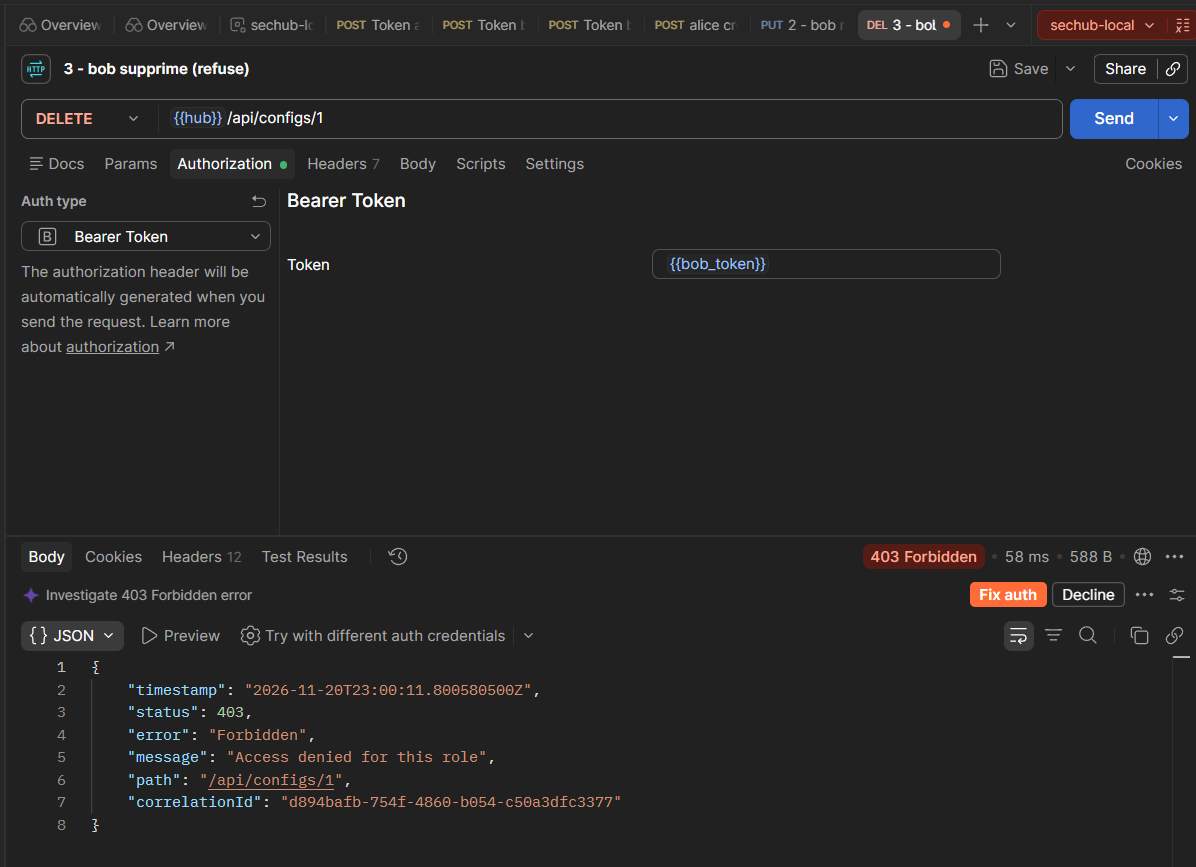 Overview Overview sechub-lo POST Token a POST Token b POST Token b POST alice cr PUT 2 - bob r DEL 3 - bol sechub-local
HTTP 3 - bob supprime (refuse) Save Share
DELETE {{hub}} /api/configs/1 Send
Docs Params Authorization Headers 7 Body Scripts Settings Cookies
Auth type
B Bearer Token
The authorization header will be
automatically generated when you
send the request. Learn more
about authorization ↗
Bearer Token
Token {{bob_token}}
Body Cookies Headers 12 Test Results 403 Forbidden • 58 ms • 588 B •
Investigate 403 Forbidden error Fix auth Decline
{} JSON Preview Try with different auth credentials
1 {
2 "timestamp": "2026-11-20T23:00:11.800580500Z",
3 "status": 403,
4 "error": "Forbidden",
5 "message": "Access denied for this role",
6 "path": "/api/configs/1",
7 "correlationId": "d894bafb-754f-4860-b054-c50a3dfc3377"
8 }